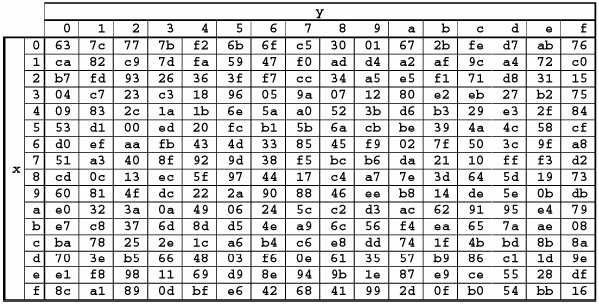 y
0 1 2 3 4 5 6 7 8 9 a b c d e f
0 63 7c 77 7b f2 6b 6f c5 30 01 67 2b fe d7 ab 76
1 ca 82 c9 7d fa 59 47 f0 ad d4 a2 af 9c a4 72 c0
2 b7 fd 93 26 36 3f f7 cc 34 a5 e5 f1 71 d8 31 15
3 04 c7 23 c3 18 96 05 9a 07 12 80 e2 eb 27 b2 75
4 09 83 2c 1a 1b 6e 5a a0 52 3b d6 b3 29 e3 2f 84
5 53 d1 00 ed 20 fc b1 5b 6a cb be 39 4a 4c 58 cf
6 d0 ef aa fb 43 4d 33 85 45 f9 02 7f 50 3c 9f a8
7 51 a3 40 8f 92 9d 38 f5 bc b6 da 21 10 ff f3 d2
x
8 cd 0c 13 ec 5f 97 44 17 c4 a7 7e 3d 64 5d 19 73
9 60 81 4f dc 22 2a 90 88 46 ee b8 14 de 5e 0b db
a e0 32 3a 0a 49 06 24 5c c2 d3 ac 62 91 95 e4 79
b e7 c8 37 6d 8d d5 4e a9 6c 56 f4 ea 65 7a ae 08
c ba 78 25 2e 1c a6 b4 c6 e8 dd 74 1f 4b bd 8b 8a
d 70 3e b5 66 48 03 f6 0e 61 35 57 b9 86 c1 1d 9e
e e1 f8 98 11 69 d9 8e 94 9b 1e 87 e9 ce 55 28 df
f 8c a1 89 0d bf e6 42 68 41 99 2d 0f b0 54 bb 16